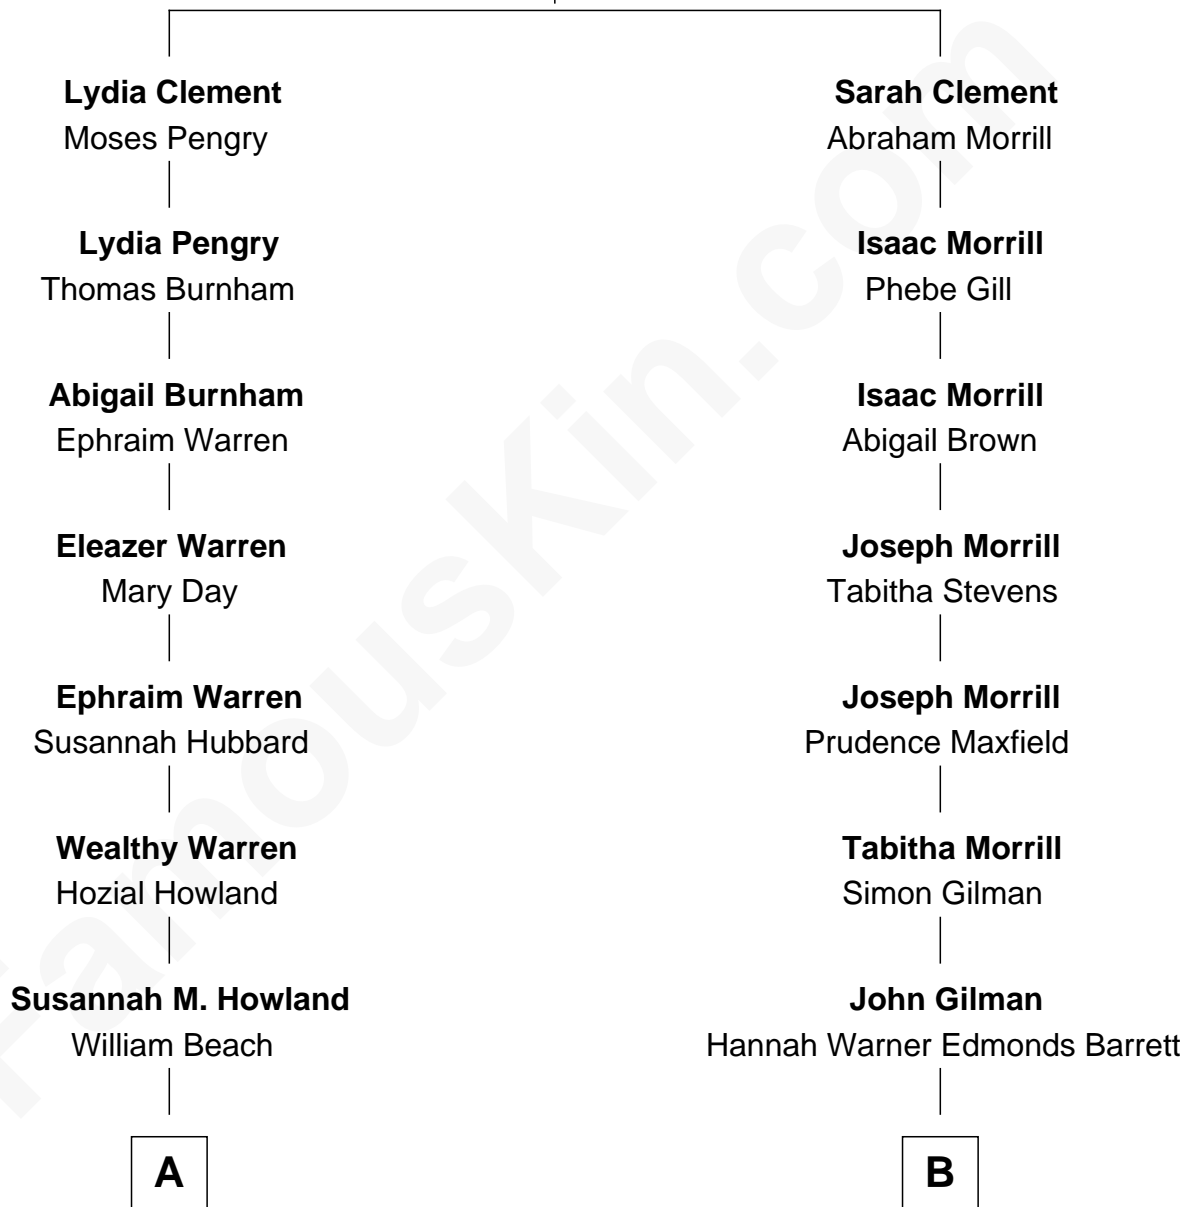 Lydia Clement
Moses Pengry
Lydia Pengry
Thomas Burnham
Abigail Burnham
Ephraim Warren
Eleazer Warren
Mary Day
Ephraim Warren
Susannah Hubbard
Wealthy Warren
Hozial Howland
Susannah M. Howland
William Beach
A
Sarah Clement
Abraham Morrill
Isaac Morrill
Phebe Gill
Isaac Morrill
Abigail Brown
Joseph Morrill
Tabitha Stevens
Joseph Morrill
Prudence Maxfield
Tabitha Morrill
Simon Gilman
John Gilman
Hannah Warner Edmonds Barrett
B
FamousKin.com